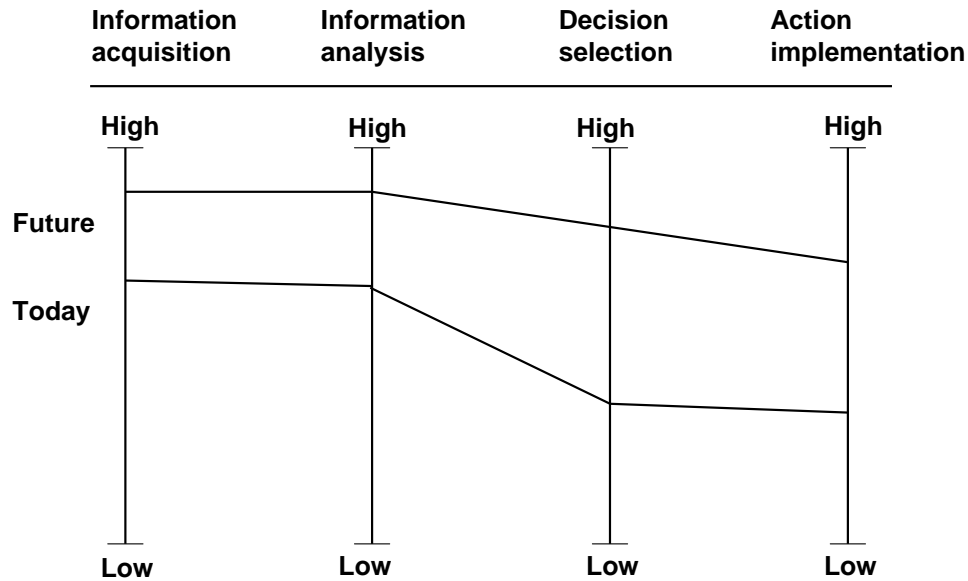 Information
acquisition
Information
analysis
Decision
selection
Action
implementation
High
High
High
High
Future
Today
Low
Low
Low
Low